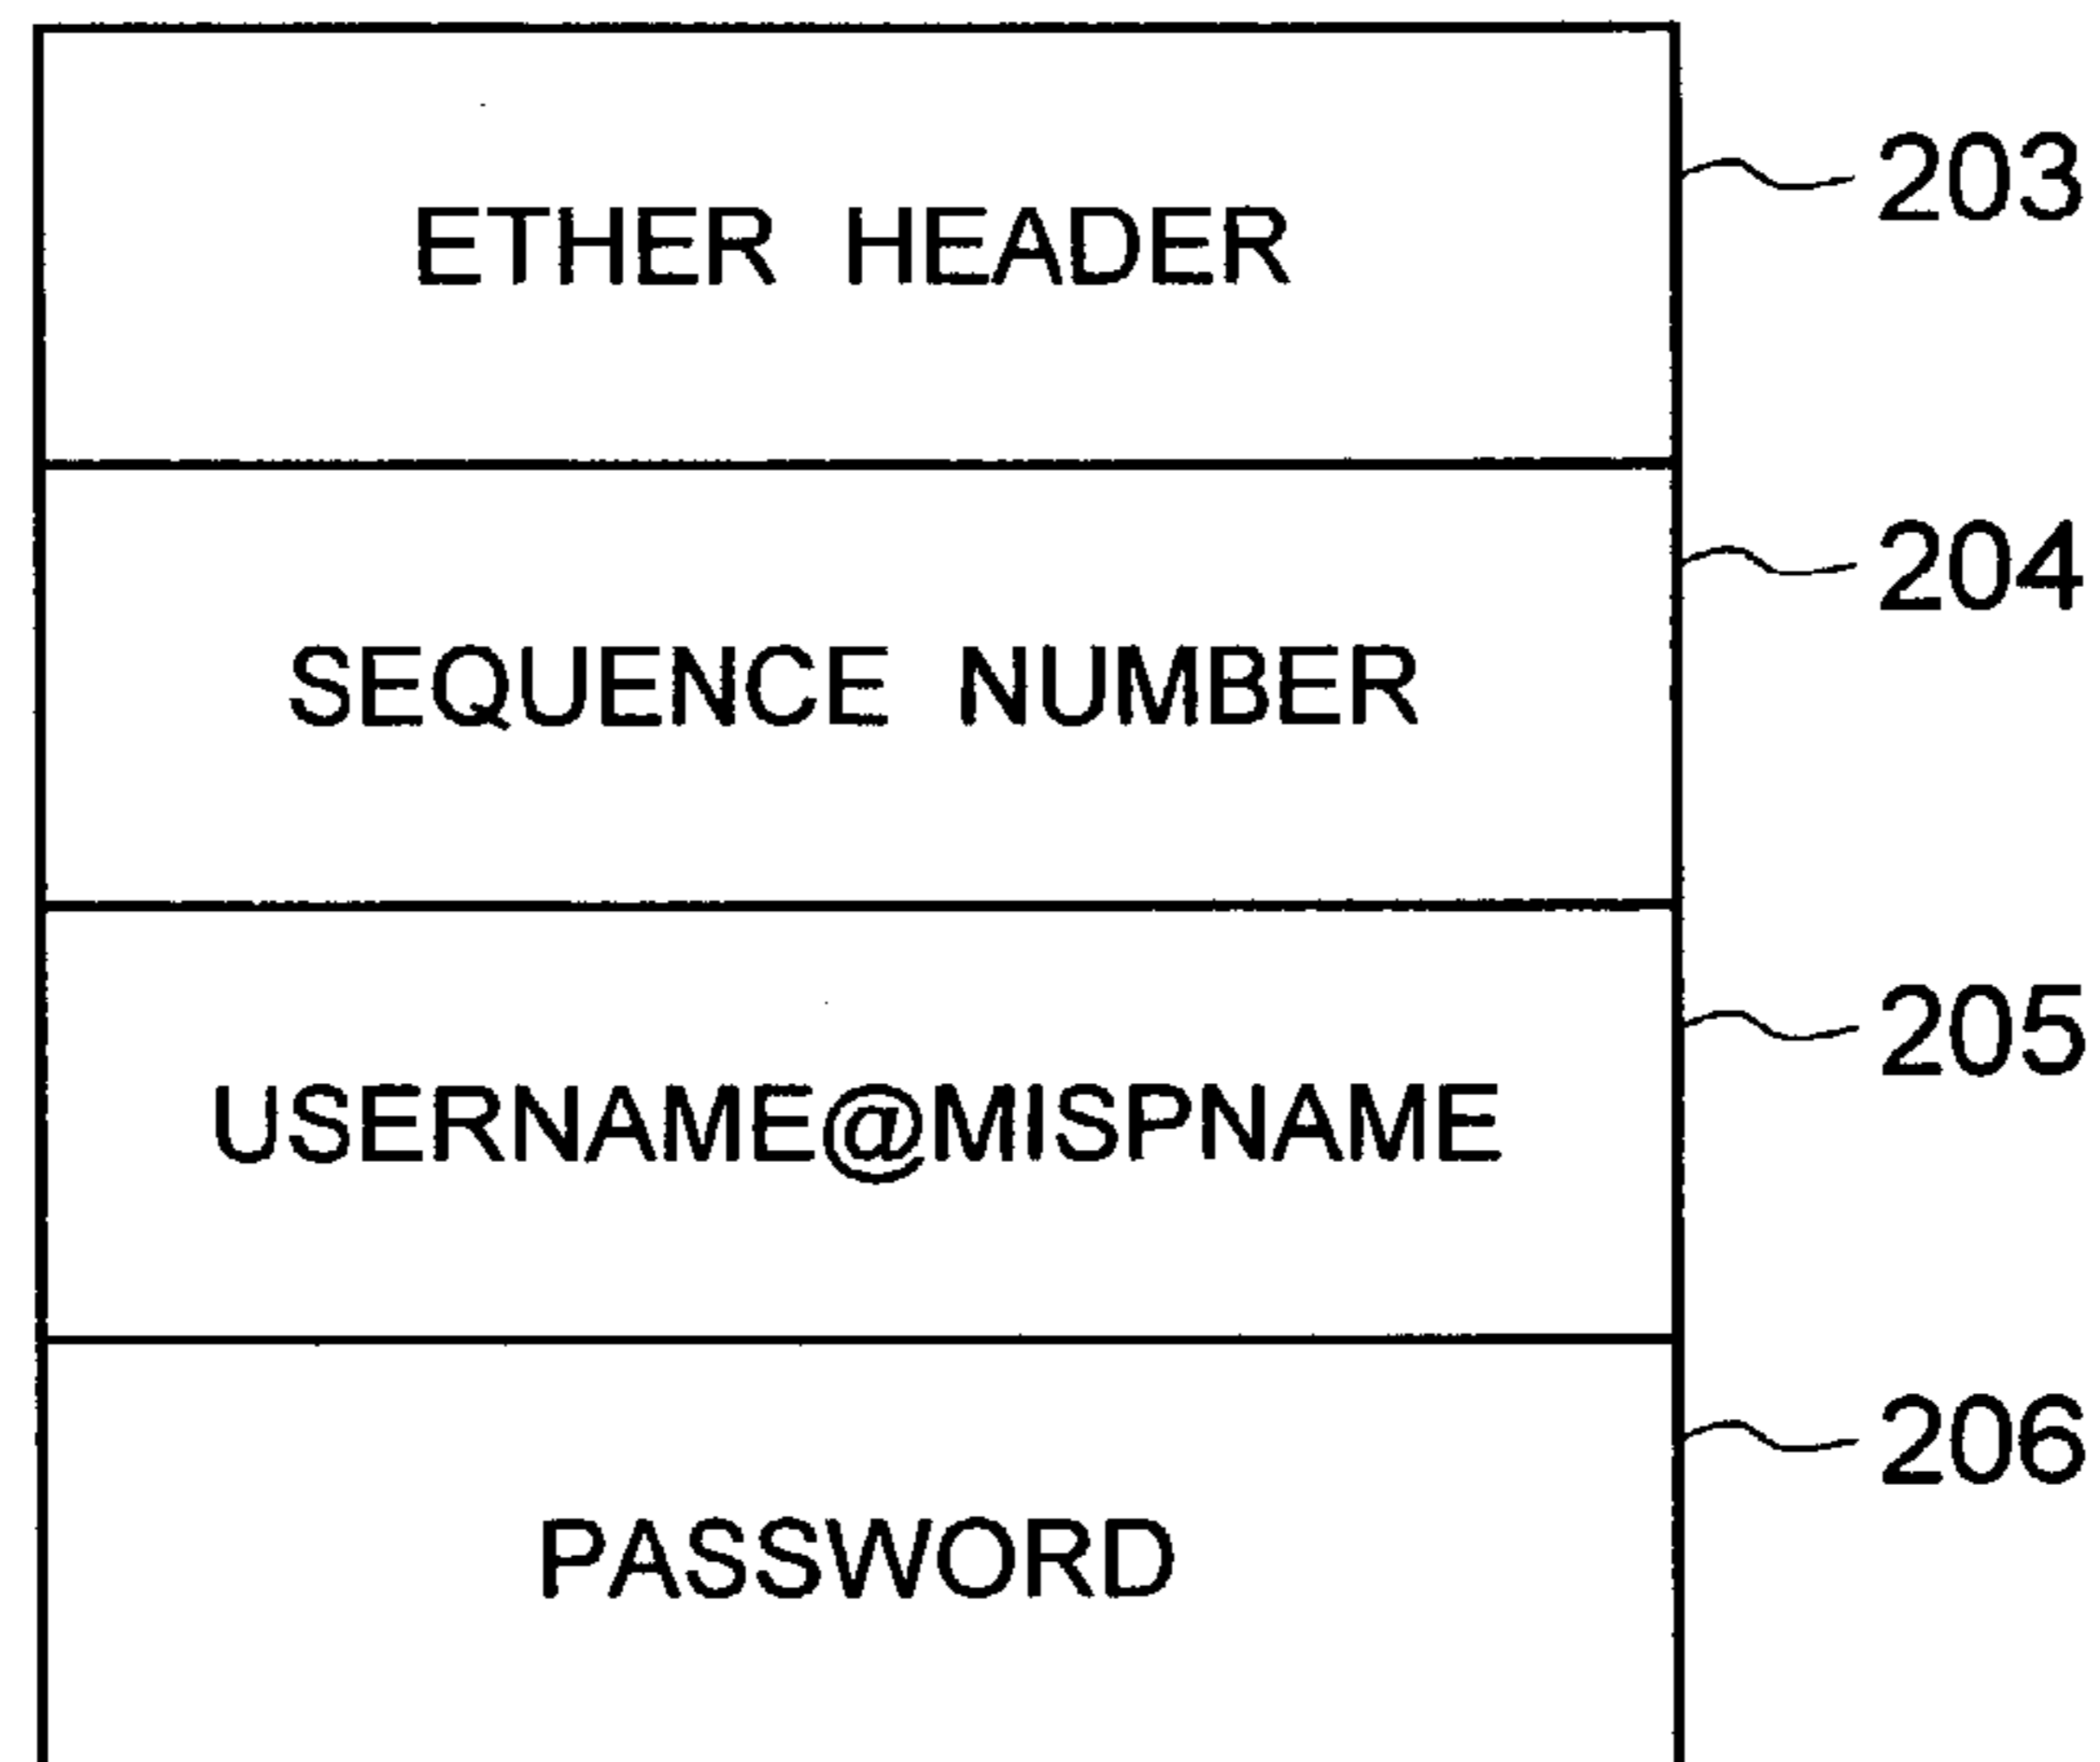 203
ETHER HEADER
204
SEQUENCE NUMBER
205
USERNAME@MISPNAME
206
PASSWORD